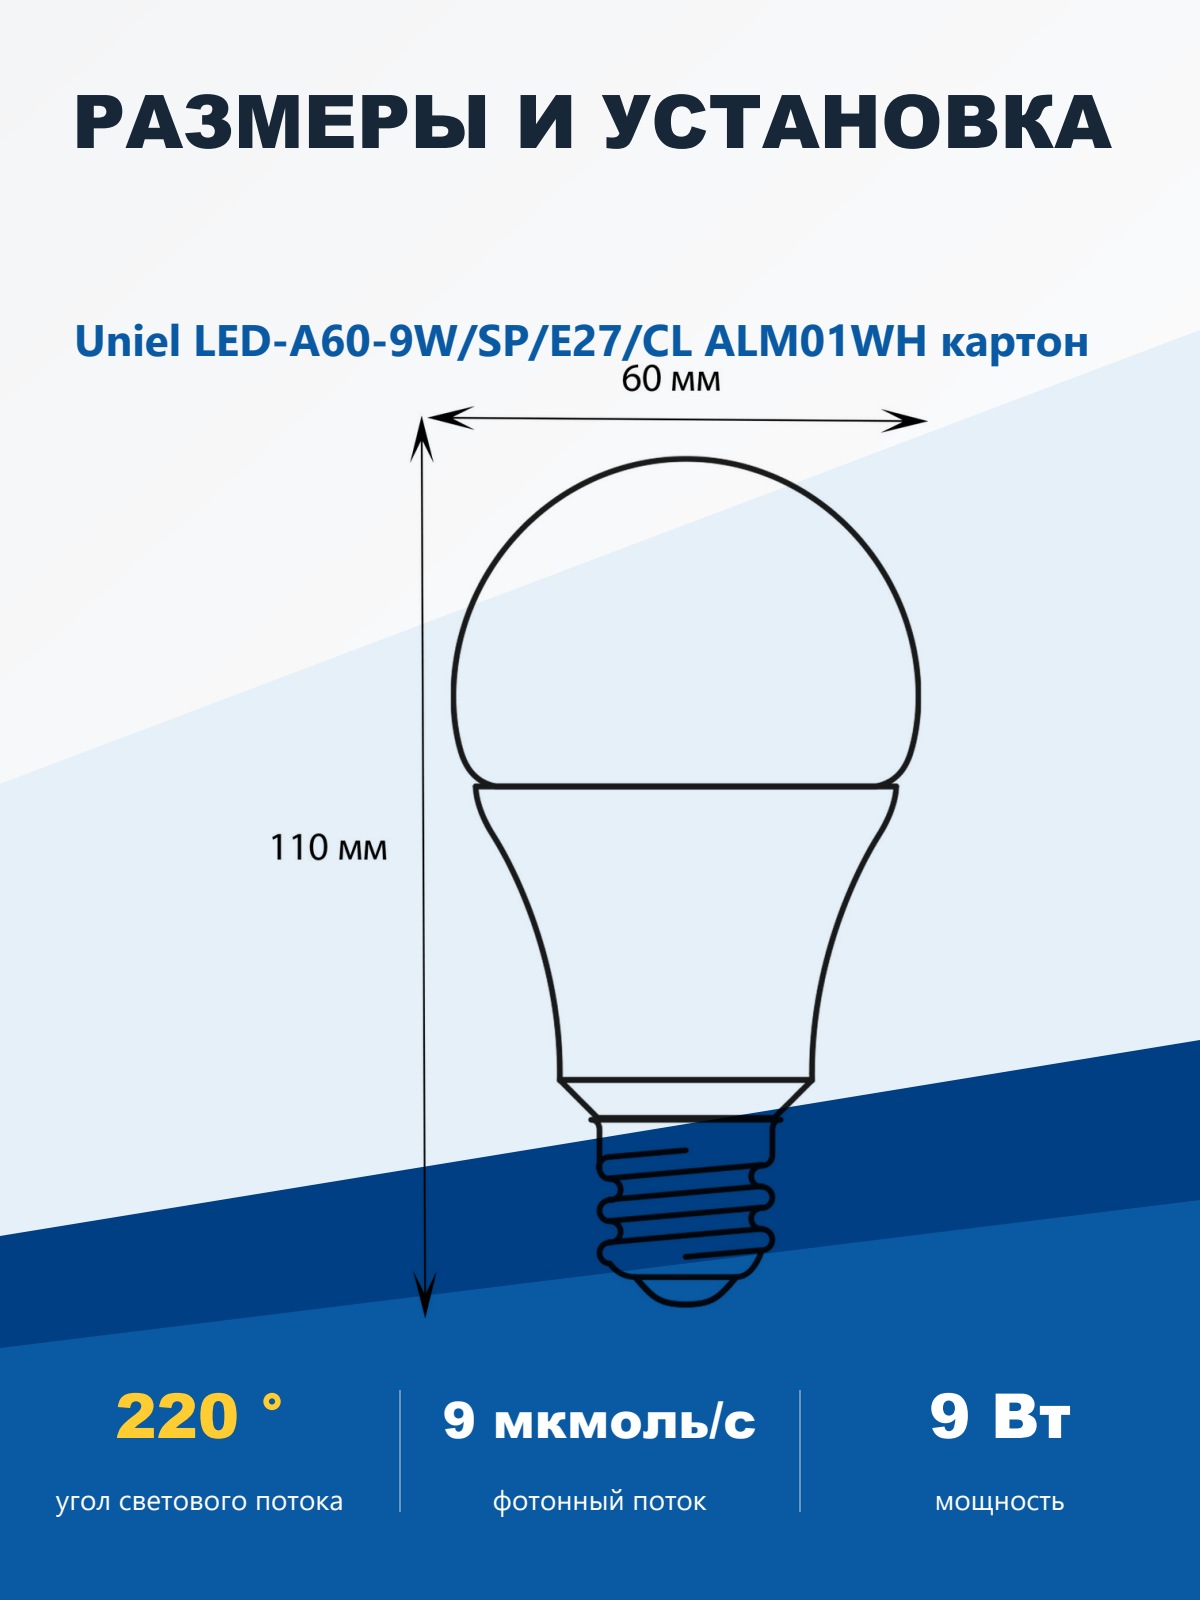 РАЗМЕРЫ И УСТАНОВКА
Uniel LED-A60-9W/SP/E27/CL ALM01WH картон
60 мм
110 мм
220 °
угол светового потока
9 мкмоль/с
фотонный поток
9 Вт
мощность